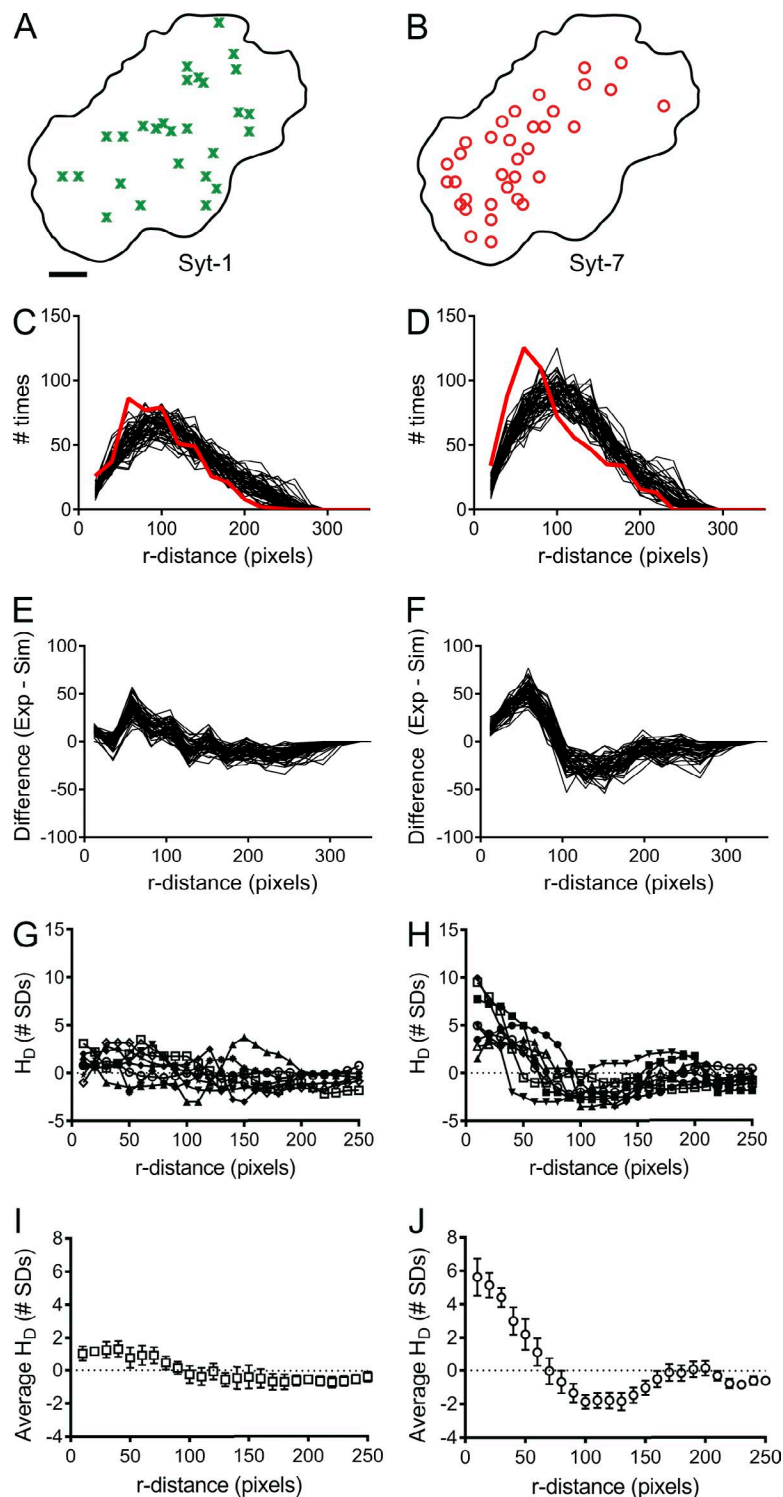 A B
Syt-1 Syt-7
C D
150 150
100 100
50 50
0 0
# times # times
0 100 200 300 0 100 200 300
r-distance (pixels) r-distance (pixels)
E F
100 100
50 50
0 0
-50 -50
-100 -100
Difference (Exp - Sim) Difference (Exp - Sim)
0 100 200 300 0 100 200 300
r-distance (pixels) r-distance (pixels)
G H
15 15
10 10
5 5
0 0
-5 -5
H_D (# SDs) H_D (# SDs)
0 50 100 150 200 250 0 50 100 150 200 250
r-distance (pixels) r-distance (pixels)
I J
8 8
6 6
4 4
2 2
0 0
-2 -2
-4 -4
Average H_D (# SDs) Average H_D (# SDs)
0 50 100 150 200 250 0 50 100 150 200 250
r-distance (pixels) r-distance (pixels)